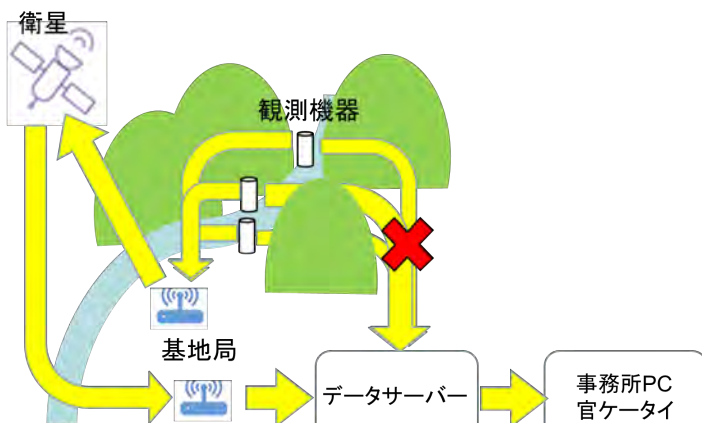 衛星
観測機器
基地局
データサーバー
事務所PC
官ケータイ